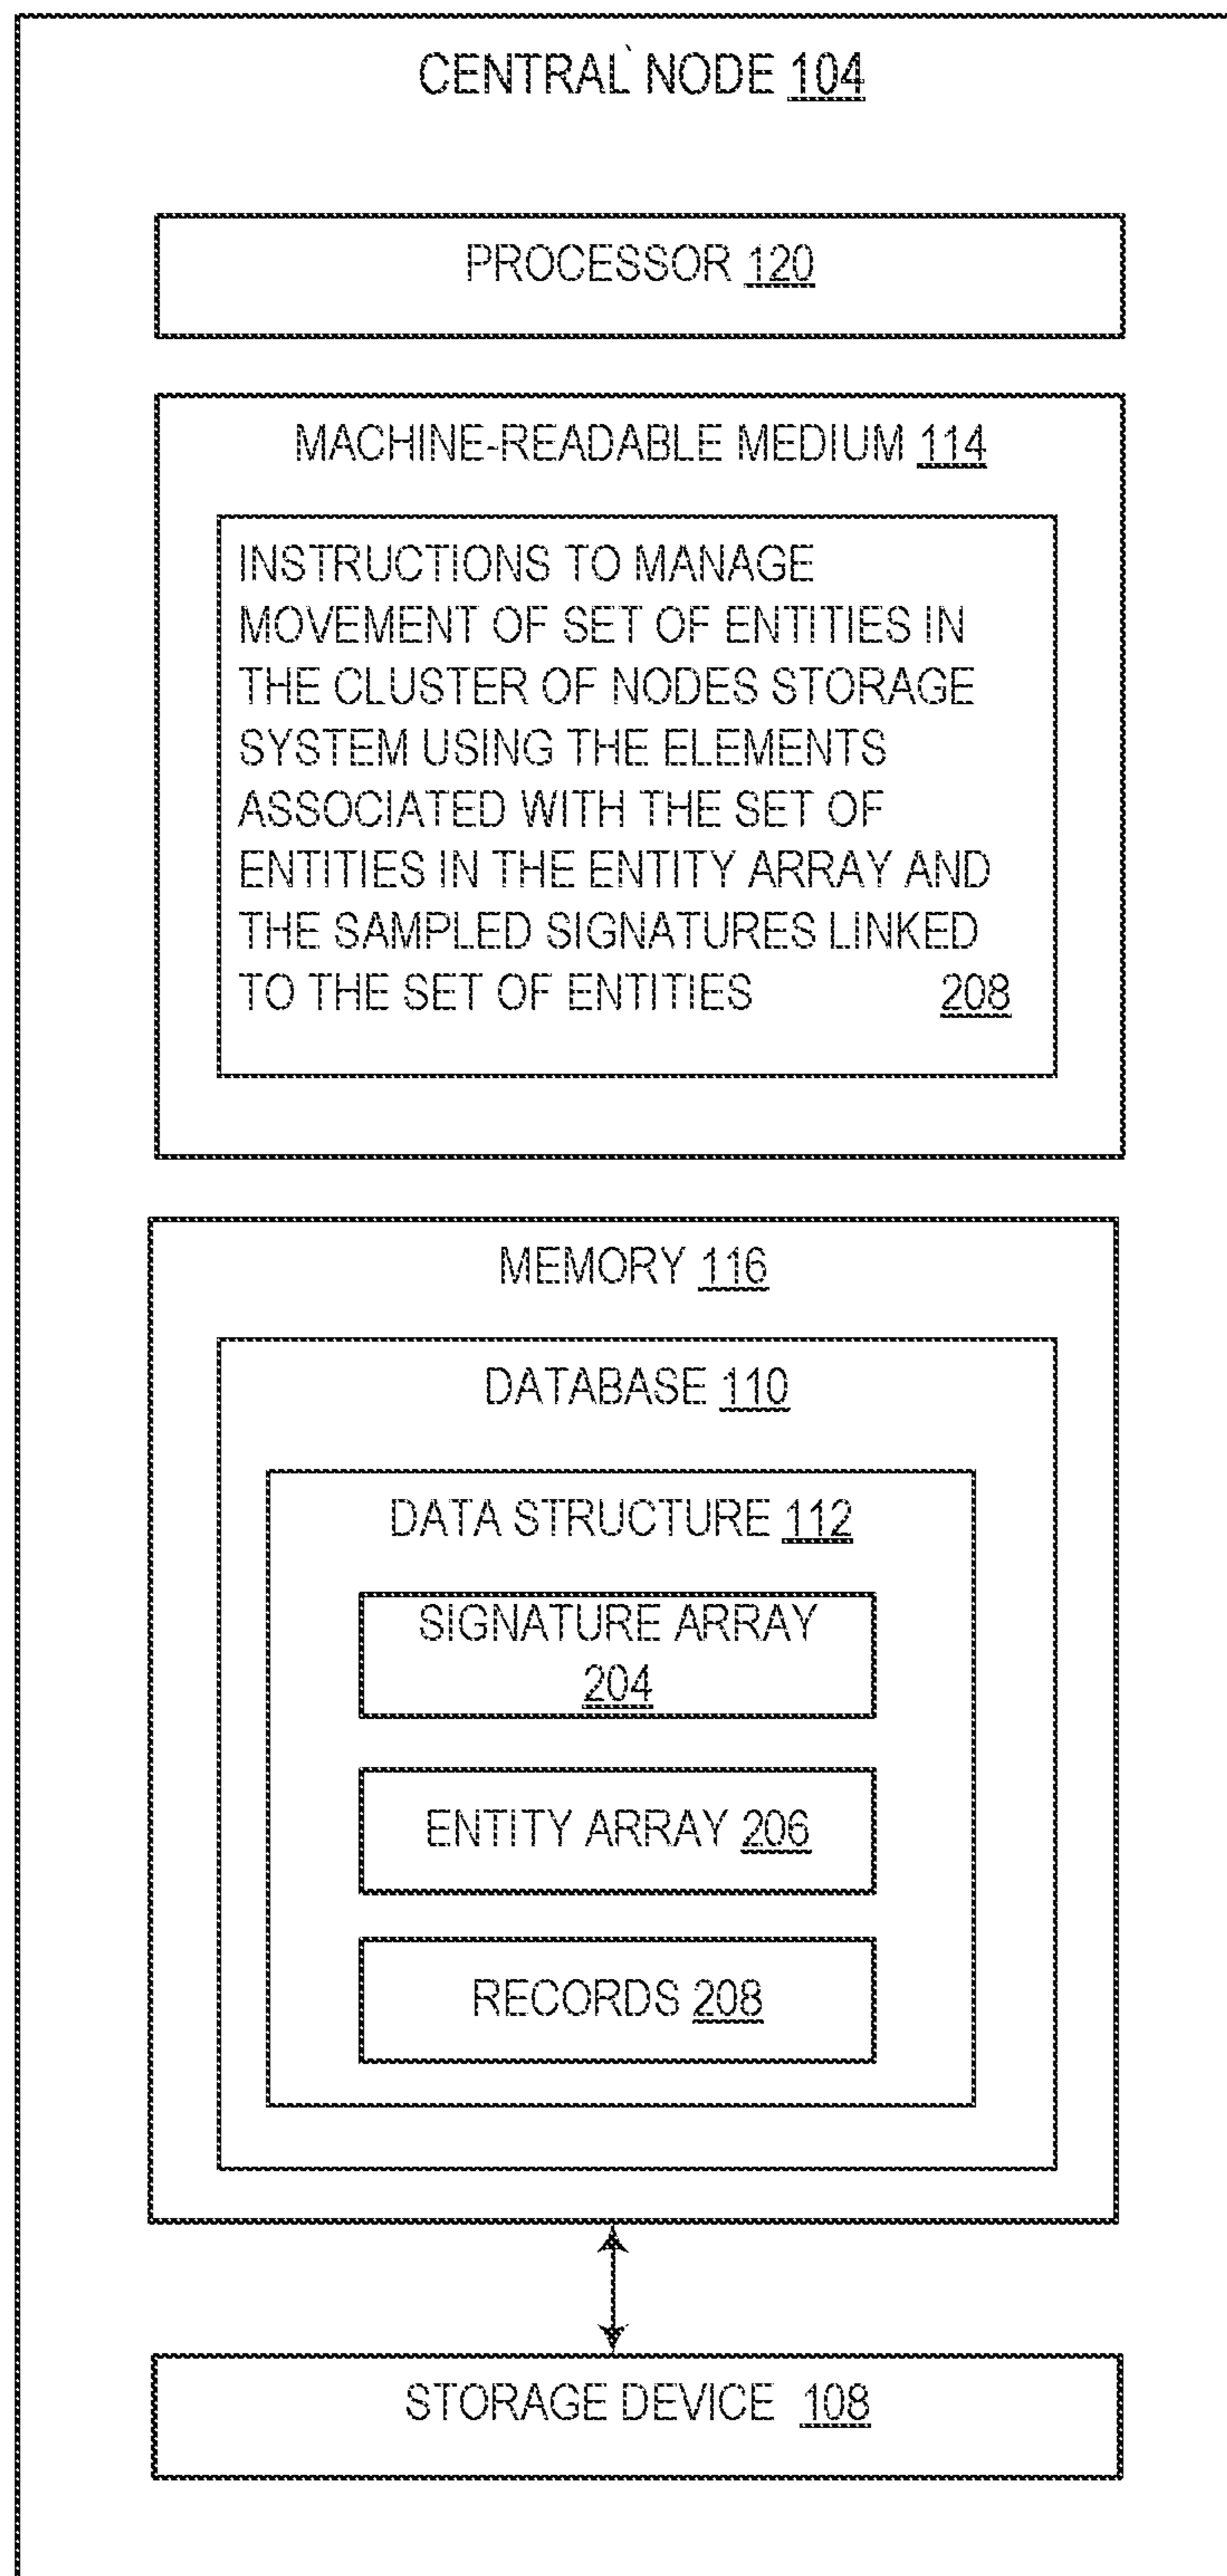 CENTRAL NODE 104
PROCESSOR 120
MACHINE-READABLE MEDIUM 114
INSTRUCTIONS TO MANAGE
MOVEMENT OF SET OF ENTITIES IN
THE CLUSTER OF NODES STORAGE
SYSTEM USING THE ELEMENTS
ASSOCIATED WITH THE SET OF
ENTITIES IN THE ENTITY ARRAY AND
THE SAMPLED SIGNATURES LINKED
TO THE SET OF ENTITIES 208
MEMORY 116
DATABASE 110
DATA STRUCTURE 112
SIGNATURE ARRAY
204
ENTITY ARRAY 206
RECORDS 208
STORAGE DEVICE 108